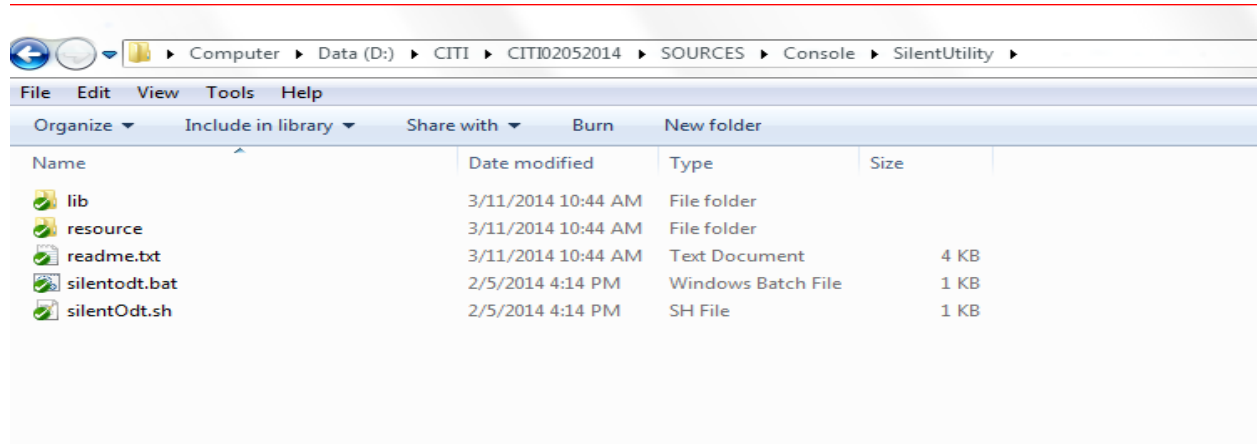 Computer Data (D:) CITI CITI02052014 SOURCES Console SilentUtility
File Edit View Tools Help
Organize Include in library Share with Burn New folder
Name Date modified Type Size
lib 3/11/2014 10:44 AM File folder
resource 3/11/2014 10:44 AM File folder
readme.txt 3/11/2014 10:44 AM Text Document 4 KB
silentodt.bat 2/5/2014 4:14 PM Windows Batch File 1 KB
silentOdt.sh 2/5/2014 4:14 PM SH File 1 KB